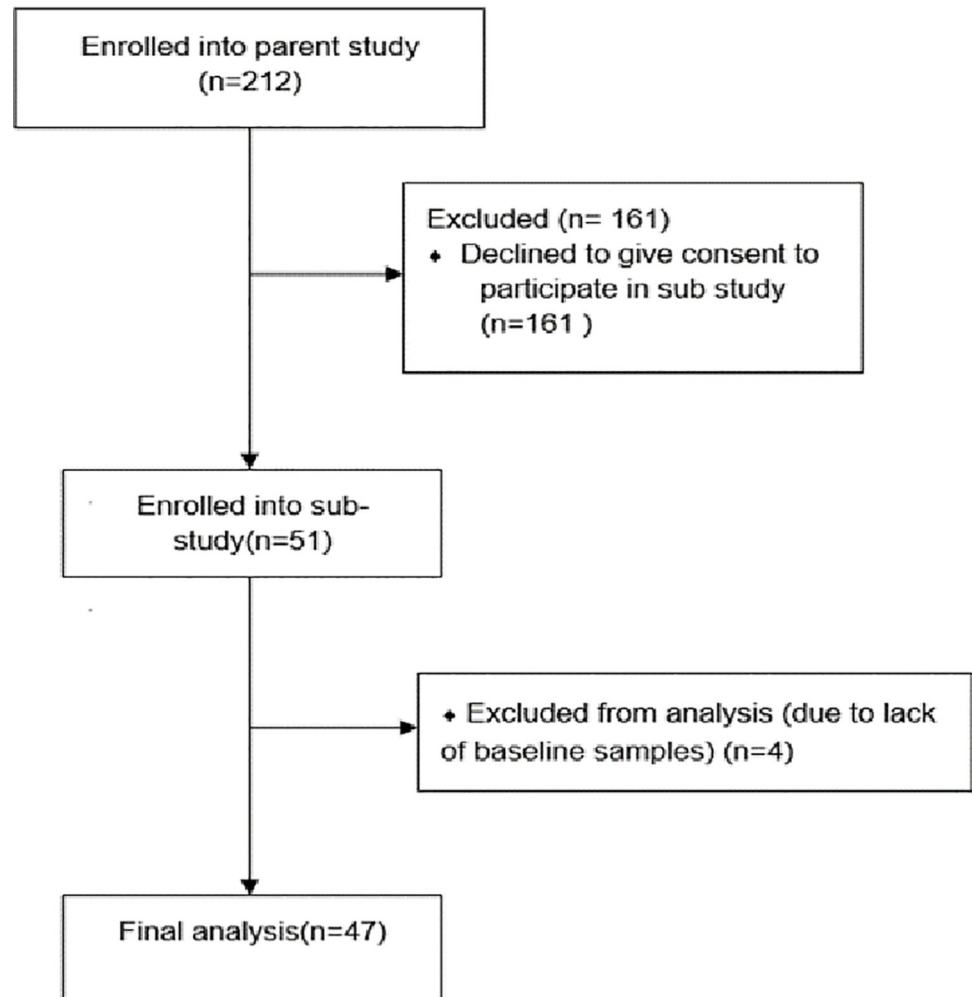 Enrolled into parent study
(n=212)
Excluded (n= 161)
♦ Declined to give consent to
participate in sub study
(n=161 )
Enrolled into sub-
study(n=51)
♦ Excluded from analysis (due to lack
of baseline samples) (n=4)
Final analysis(n=47)